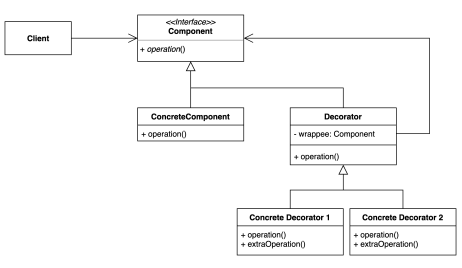 <<Interface>>
Component
Client
+ operation()
ConcreteComponent
+ operation()
Decorator
- wrappee: Component
+ operation()
Concrete Decorator 1
+ operation()
+ extraOperation()
Concrete Decorator 2
+ operation()
+ extraOperation()